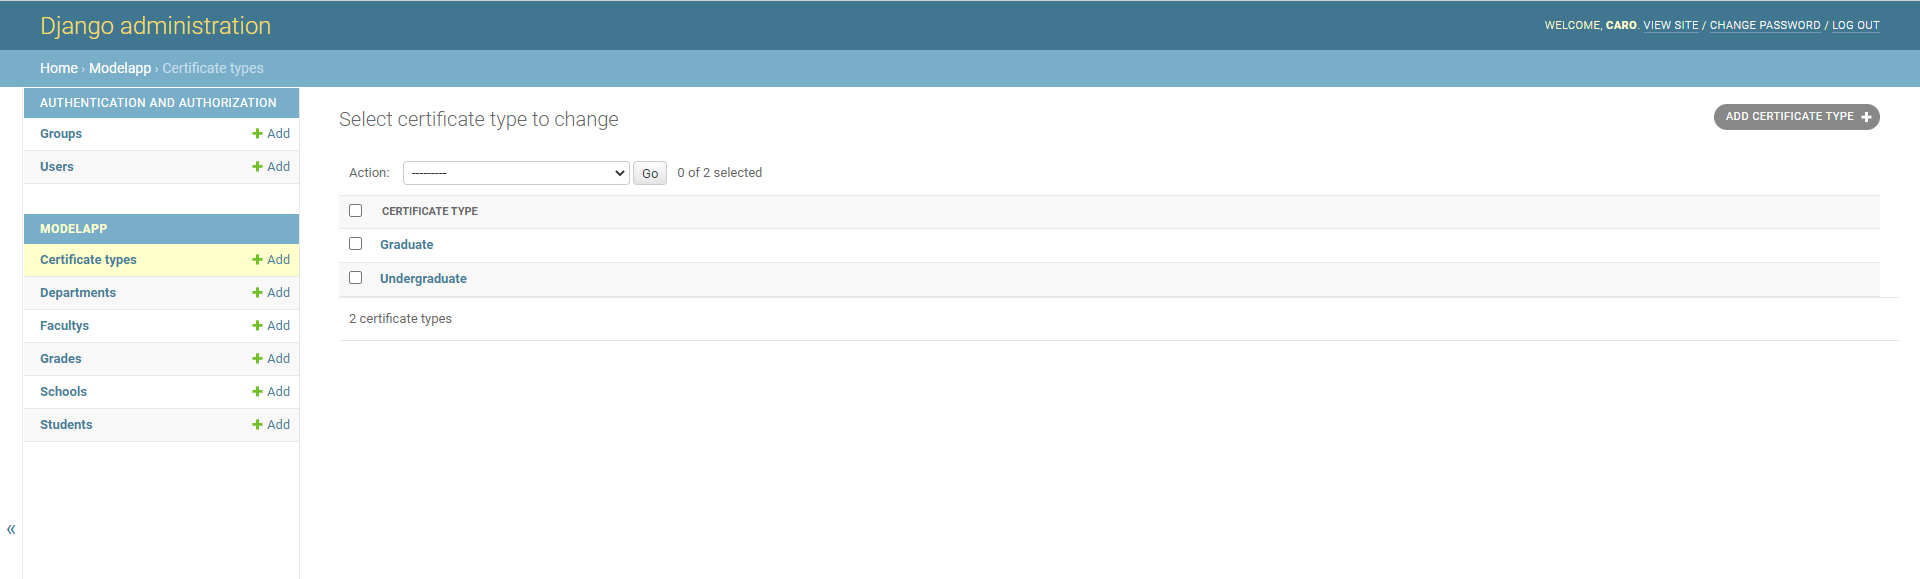 Django administration
WELCOME, CARO. VIEW SITE / CHANGE PASSWORD / LOG OUT
Home › Modelapp › Certificate types
AUTHENTICATION AND AUTHORIZATION
Groups + Add
Users + Add
MODELAPP
Certificate types + Add
Departments + Add
Facultys + Add
Grades + Add
Schools + Add
Students + Add
«
Select certificate type to change
ADD CERTIFICATE TYPE +
Action: --------- Go 0 of 2 selected
CERTIFICATE TYPE
Graduate
Undergraduate
2 certificate types